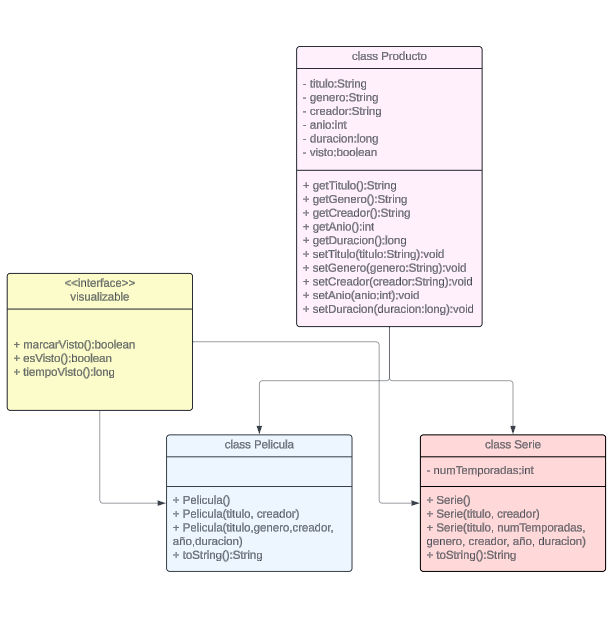 class Producto
- titulo:String
- genero:String
- creador:String
- anio:int
- duracion:long
- visto:boolean
+ getTitulo():String
+ getGenero():String
+ getCreador():String
+ getAnio():int
+ getDuracion():long
+ setTitulo(titulo:String):void
+ setGenero(genero:String):void
+ setCreador(creador:String):void
+ setAnio(anio;int):void
+ setDuracion(duracion:long):void
<<interface>>
visualizable
+ marcarVisto():boolean
+ esVisto():boolean
+ tiempoVisto():long
class Pelicula
+ Pelicula()
+ Pelicula(titulo, creador)
+ Pelicula(titulo,genero,creador,
año,duracion)
+ toString():String
class Serie
- numTemporadas;int
+ Serie()
+ Serie(titulo, creador)
+ Serie(titulo, numTemporadas,
genero, creador, año, duracion)
+ toString():String